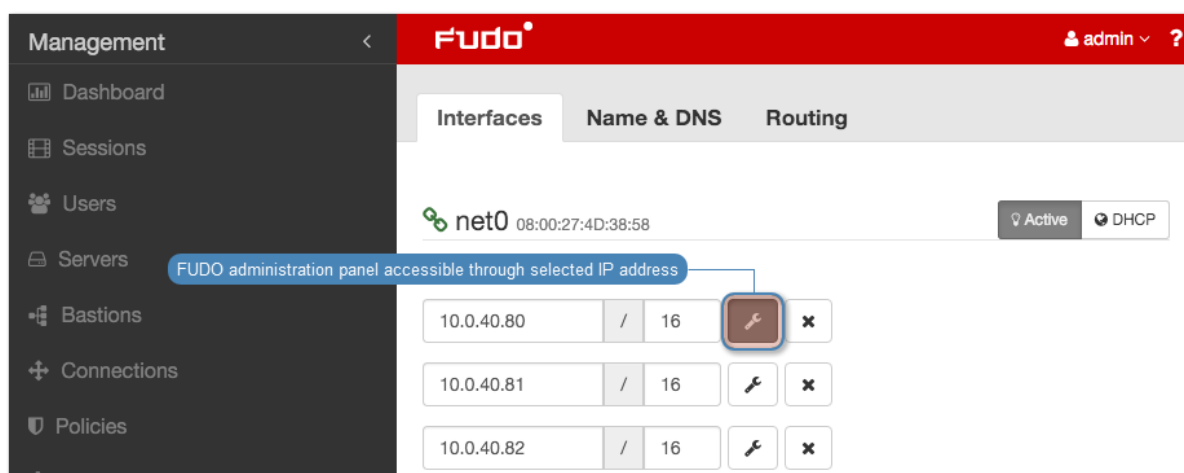 Management <
FUDO
admin ?
Dashboard
Interfaces Name & DNS Routing
Sessions
Users
net0 08:00:27:4D:38:58 Active DHCP
Servers
FUDO administration panel accessible through selected IP address
Bastions
10.0.40.80 / 16
Connections
10.0.40.81 / 16
Policies
10.0.40.82 / 16